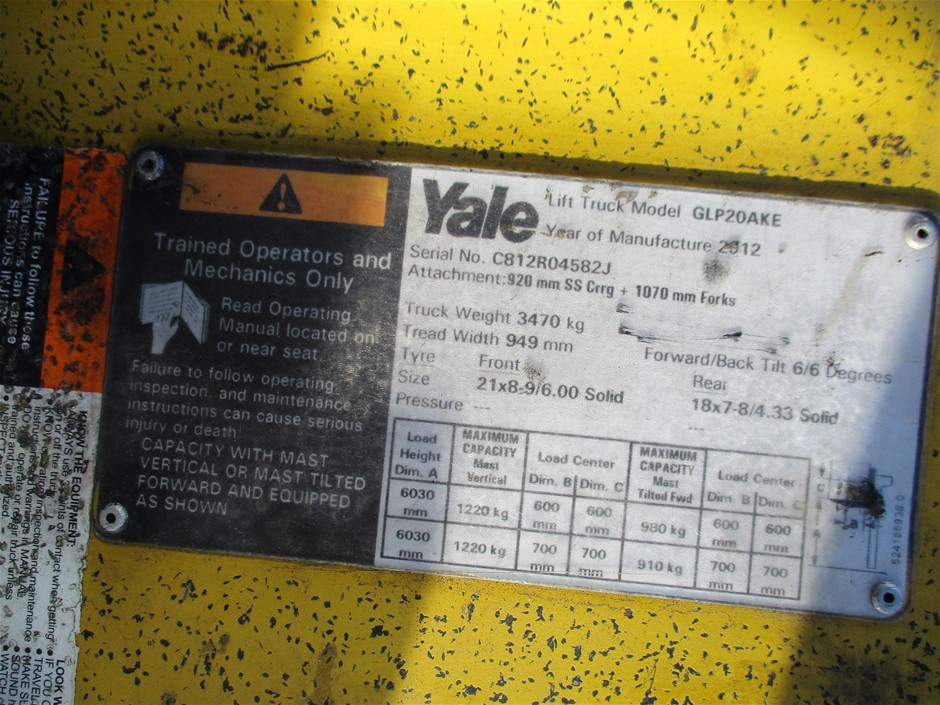 FAILURE to follow these
instructions can cause
SERIOUS INJURY
KNOW THE EQUIPMENT:
Trained Operators and
Mechanics Only
Read Operating
Manual located on
or near seat
Failure to follow operating,
inspection, and maintenance
instructions can cause serious
injury or death
CAPACITY WITH MAST
VERTICAL OR MAST TILTED
FORWARD AND EQUIPPED
AS SHOWN
Yale
Lift Truck Model GLP20AKE
Year of Manufacture 2012
Serial No. C812R04582J
Attachment: 920 mm SS Crrg + 1070 mm Forks
Truck Weight 3470 kg
Tread Width 949 mm
Forward/Back Tilt 6/6 Degrees
Tyre Front Rear
Size 21x8-9/6.00 Solid 18x7-8/4.33 Solid
Pressure --- ---
Load Height Dim. A MAXIMUM CAPACITY Mast Vertical Load Center Dim. B Dim. C MAXIMUM CAPACITY Mast Tilted Fwd Load Center Dim. B Dim. C
6030 mm 1220 kg 600 mm 600 mm 980 kg 600 mm 600 mm
6030 mm 1220 kg 700 mm 700 mm 910 kg 700 mm 700 mm
C
B
A
524165938.0